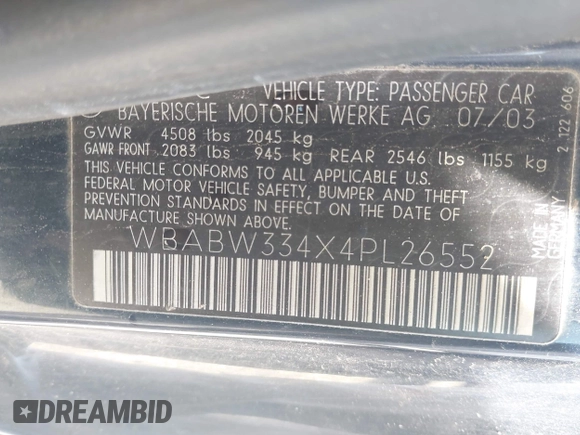 VEHICLE TYPE: PASSENGER CAR
BAYERISCHE MOTOREN WERKE AG 07/03
GVWR 4508 lbs 2045 kg
GAWR FRONT 2083 lbs 945 kg REAR 2546 lbs 1155 kg
THIS VEHICLE CONFORMS TO ALL APPLICABLE U.S.
FEDERAL MOTOR VEHICLE SAFETY, BUMPER AND THEFT
PREVENTION STANDARDS IN EFFECT ON THE DATE OF
MANUFACTURE SHOWN ABOVE.
WBABW334X4PL26552
MADE IN
GERMANY
2 122 606
DREAMBID